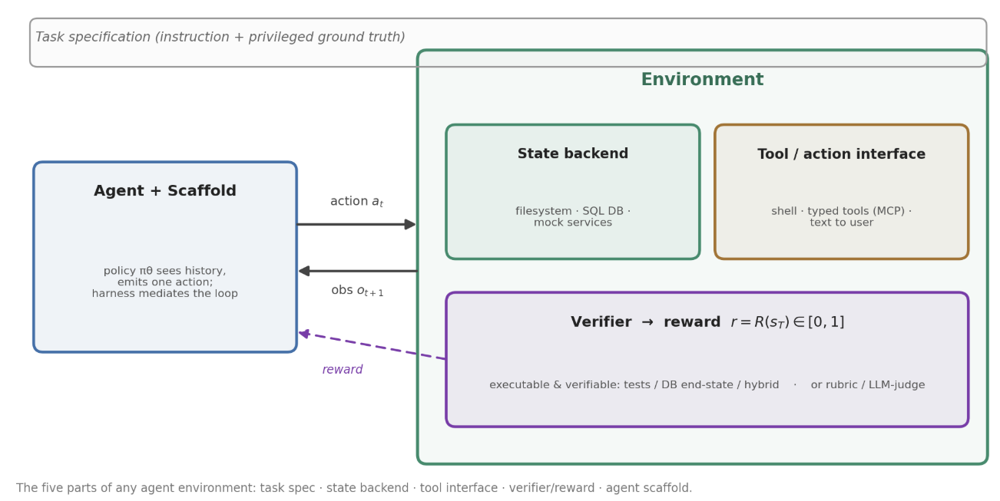 Task specification (instruction + privileged ground truth)
Environment
State backend
filesystem · SQL DB ·
mock services
Tool / action interface
shell · typed tools (MCP) ·
text to user
Agent + Scaffold
policy πθ sees history,
emits one action;
harness mediates the loop
action a_t
obs o_{t+1}
reward
Verifier → reward r = R(s_T) ∈ [0, 1]
executable & verifiable: tests / DB end-state / hybrid · or rubric / LLM-judge
The five parts of any agent environment: task spec · state backend · tool interface · verifier/reward · agent scaffold.